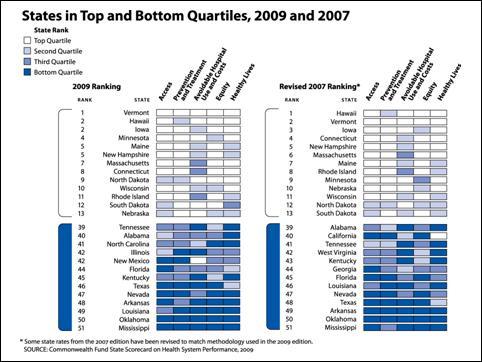 States in Top and Bottom Quartiles, 2009 and 2007
State Rank
Top Quartile
Second Quartile
Third Quartile
Bottom Quartile
2009 Ranking
Access
Prevention and Treatment
Avoidable Hospital Use and Costs
Equity
Healthy Lives
RANK STATE
1 Vermont
2 Hawaii
2 Iowa
4 Minnesota
5 Maine
5 New Hampshire
7 Massachusetts
8 Connecticut
9 North Dakota
10 Wisconsin
11 Rhode Island
12 South Dakota
13 Nebraska
39 Tennessee
40 Alabama
41 North Carolina
42 Illinois
42 New Mexico
44 Florida
45 Kentucky
46 Texas
47 Nevada
48 Arkansas
49 Louisiana
50 Oklahoma
51 Mississippi
Revised 2007 Ranking*
Access
Prevention and Treatment
Avoidable Hospital Use and Costs
Equity
Healthy Lives
RANK STATE
1 Hawaii
2 Vermont
3 Iowa
4 Connecticut
5 New Hampshire
6 Massachusetts
7 Maine
8 Rhode Island
9 Minnesota
10 Nebraska
11 Wisconsin
12 North Dakota
13 South Dakota
39 Alabama
40 California
41 Tennessee
42 West Virginia
43 Kentucky
44 Georgia
45 Florida
46 Louisiana
47 Nevada
48 Texas
49 Arkansas
50 Oklahoma
51 Mississippi
* Some state rates from the 2007 edition have been revised to match methodology used in the 2009 edition.
SOURCE: Commonwealth Fund State Scorecard on Health System Performance, 2009